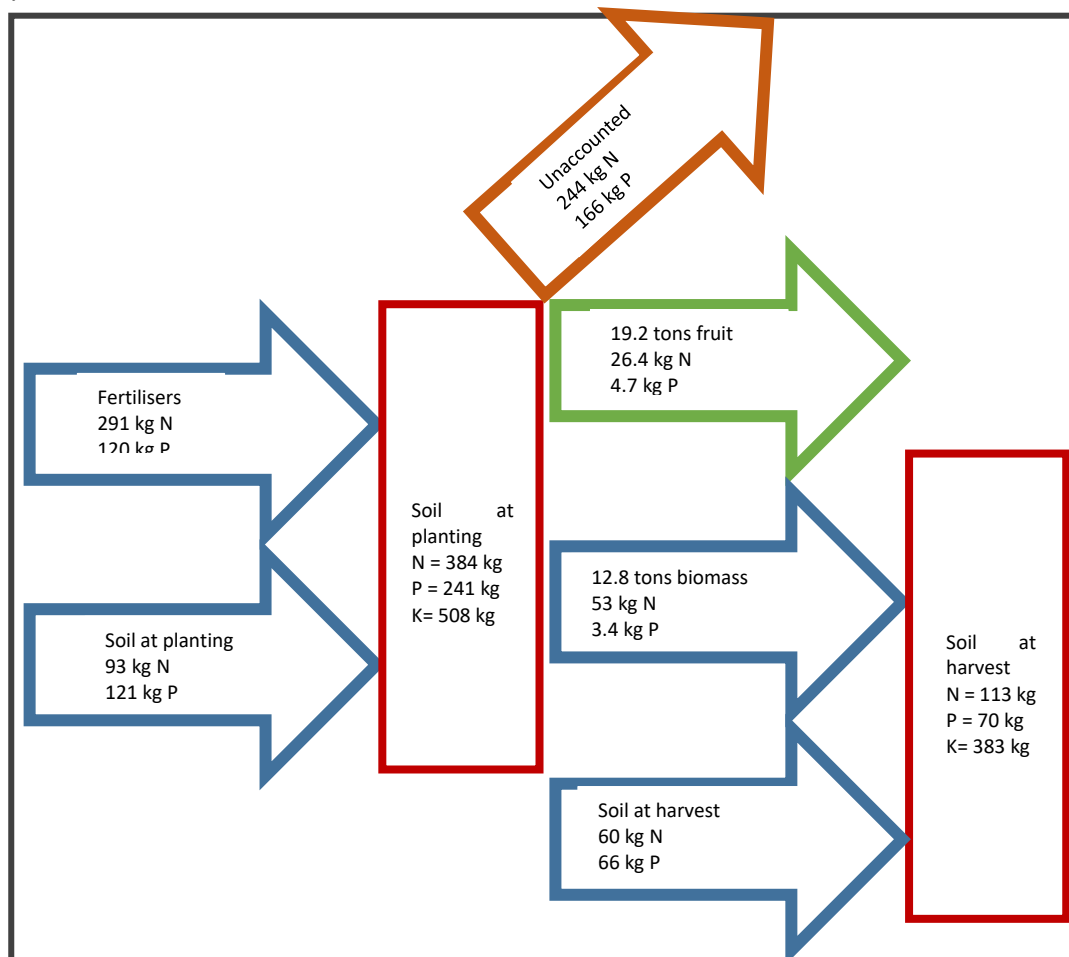 Unaccounted
244 kg N
166 kg P
19.2 tons fruit
26.4 kg N
4.7 kg P
Fertilisers
291 kg N
120 kg P
Soil at
planting
N = 384 kg
P = 241 kg
K= 508 kg
12.8 tons biomass
53 kg N
3.4 kg P
Soil at planting
93 kg N
121 kg P
Soil at
harvest
N = 113 kg
P = 70 kg
K= 383 kg
Soil at harvest
60 kg N
66 kg P